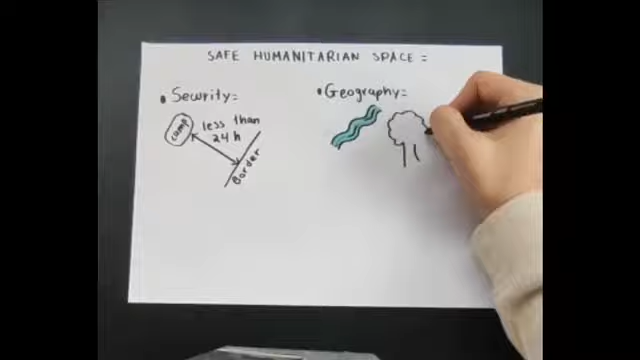 SAFE HUMANITARIAN SPACE =
• Security=
camp
less than
24 h
Border
• Geography=